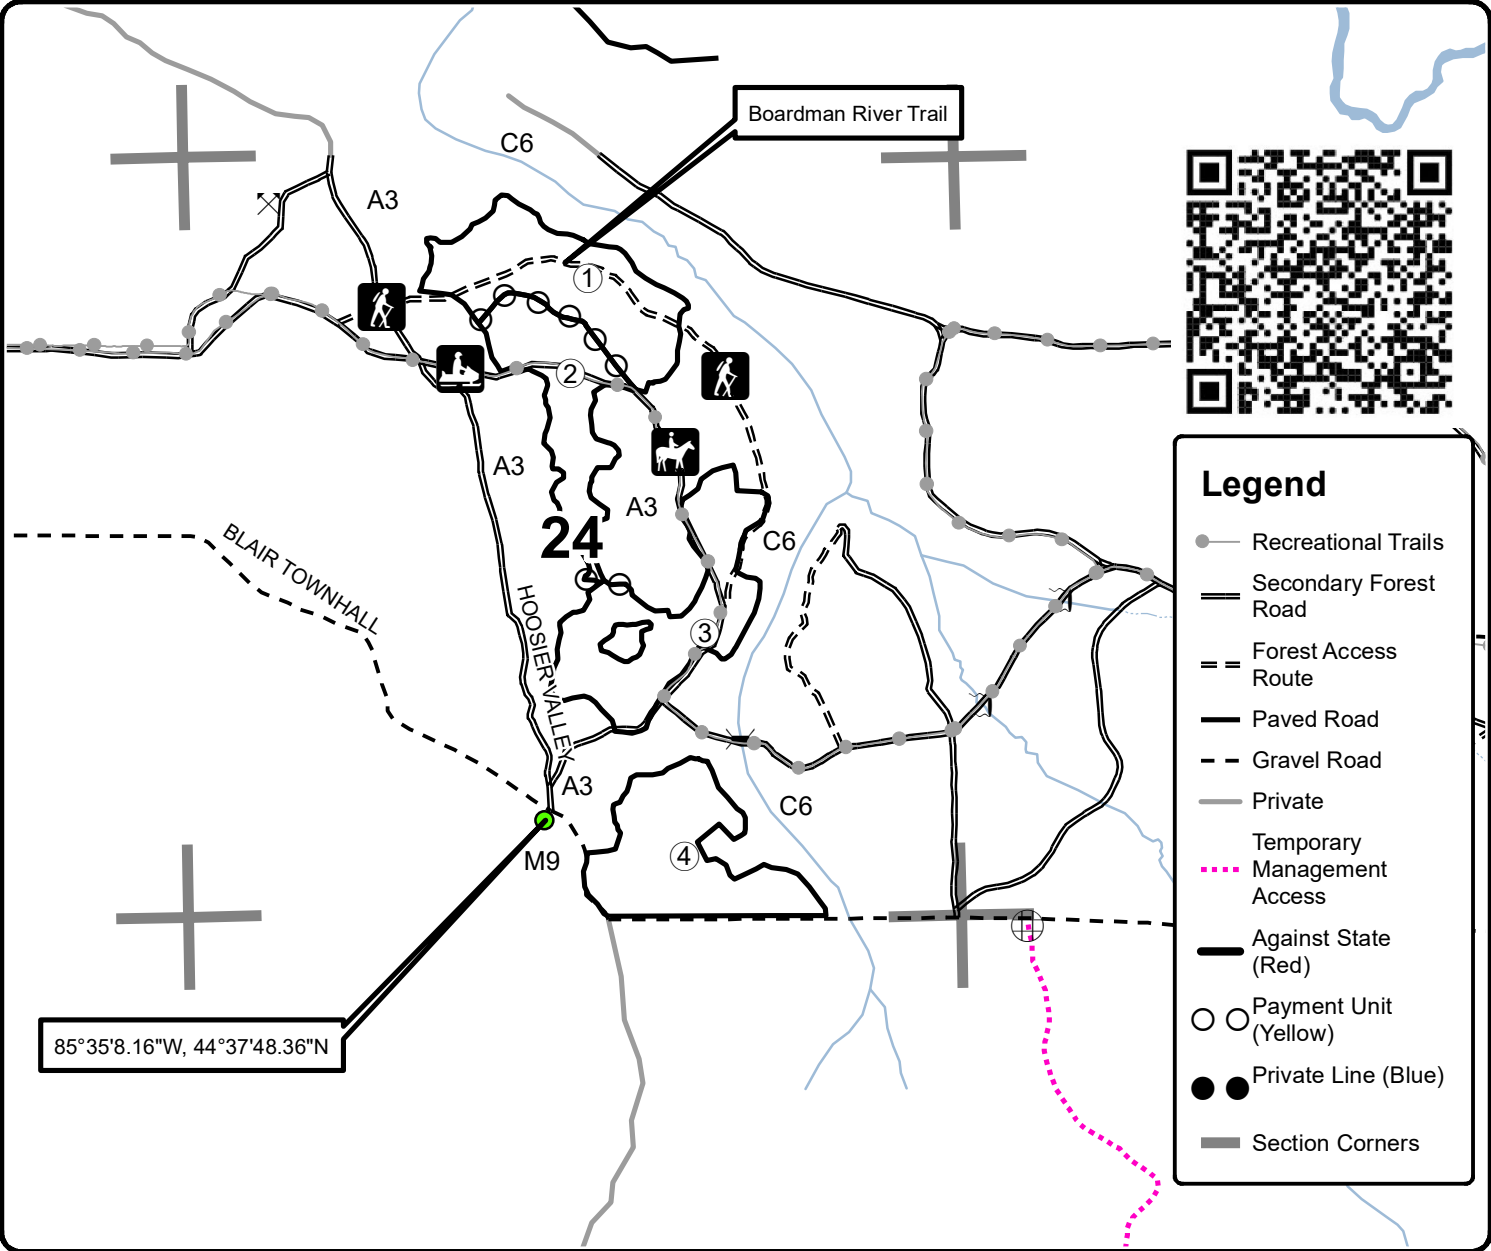 Boardman River Trail
C6
A3
1
2
A3
A3
24
C6
BLAIR TOWNHALL
HOOSIER VALLEY
3
A3
C6
M9
4
85°35'8.16"W, 44°37'48.36"N
Legend
Recreational Trails
Secondary Forest
Road
Forest Access
Route
Paved Road
Gravel Road
Private
Temporary
Management
Access
Against State
(Red)
Payment Unit
(Yellow)
Private Line (Blue)
Section Corners